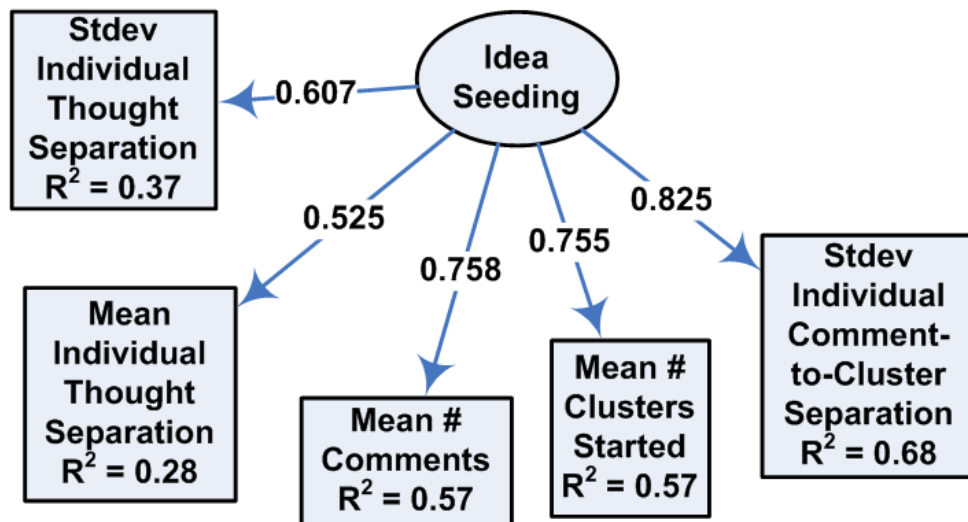 Idea
Seeding
Stdev
Individual
Thought
Separation
R² = 0.37
0.607
0.525
0.758
0.755
0.825
Mean
Individual
Thought
Separation
R² = 0.28
Mean #
Comments
R² = 0.57
Mean #
Clusters
Started
R² = 0.57
Stdev
Individual
Comment-
to-Cluster
Separation
R² = 0.68